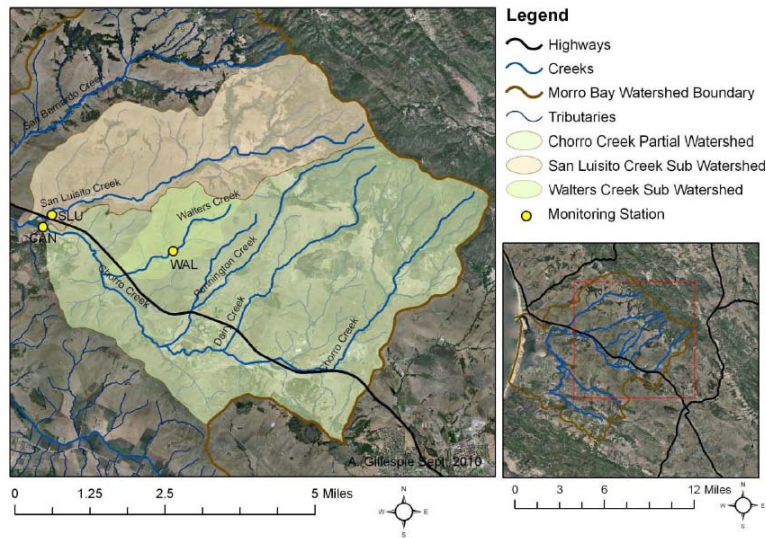 Legend
Highways
Creeks
Morro Bay Watershed Boundary
Tributaries
Chorro Creek Partial Watershed
San Luisito Creek Sub Watershed
Walters Creek Sub Watershed
Monitoring Station
San Bernardo Creek
San Luisito Creek
SLU
CAN
Walters Creek
WAL
Chorro Creek
Pennington Creek
Dairy Creek
Chorro Creek
A. Gillespie Sept. 2010
0 1.25 2.5 5 Miles
N
W E
S
0 3 6 12 Miles
N
W E
S